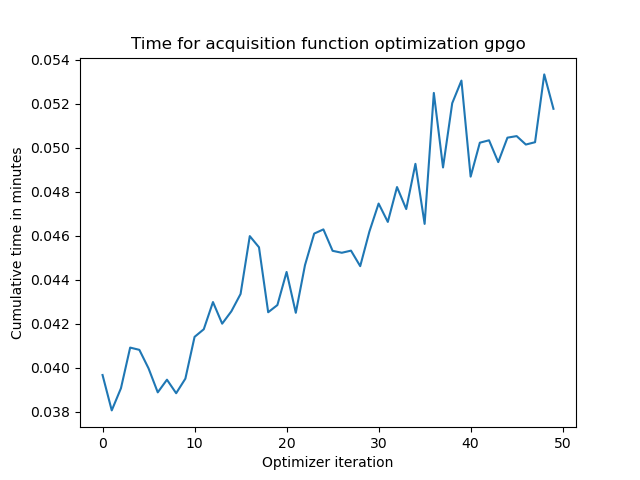 Time for acquisition function optimization gpgo
0.054
0.052
0.050
0.048
0.046
0.044
0.042
0.040
0.038
Cumulative time in minutes
0 10 20 30 40 50
Optimizer iteration